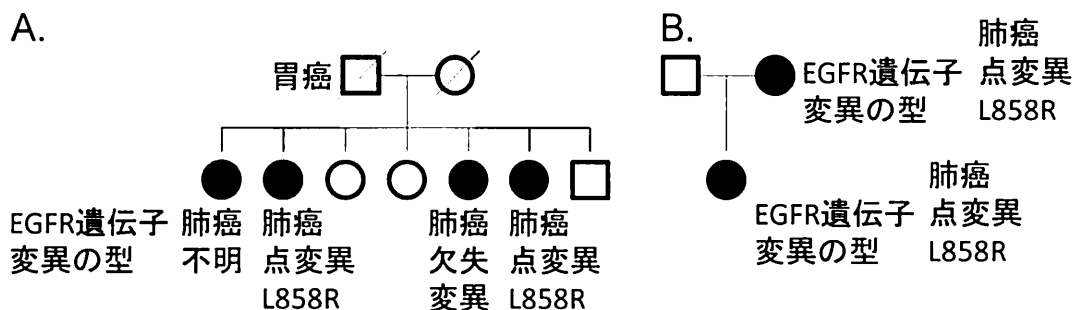 A.
胃癌
EGFR遺伝子
変異の型
肺癌
不明
肺癌
点変異
L858R
肺癌
欠失
変異
肺癌
点変異
L858R
B.
EGFR遺伝子
変異の型
肺癌
点変異
L858R
EGFR遺伝子
変異の型
肺癌
点変異
L858R